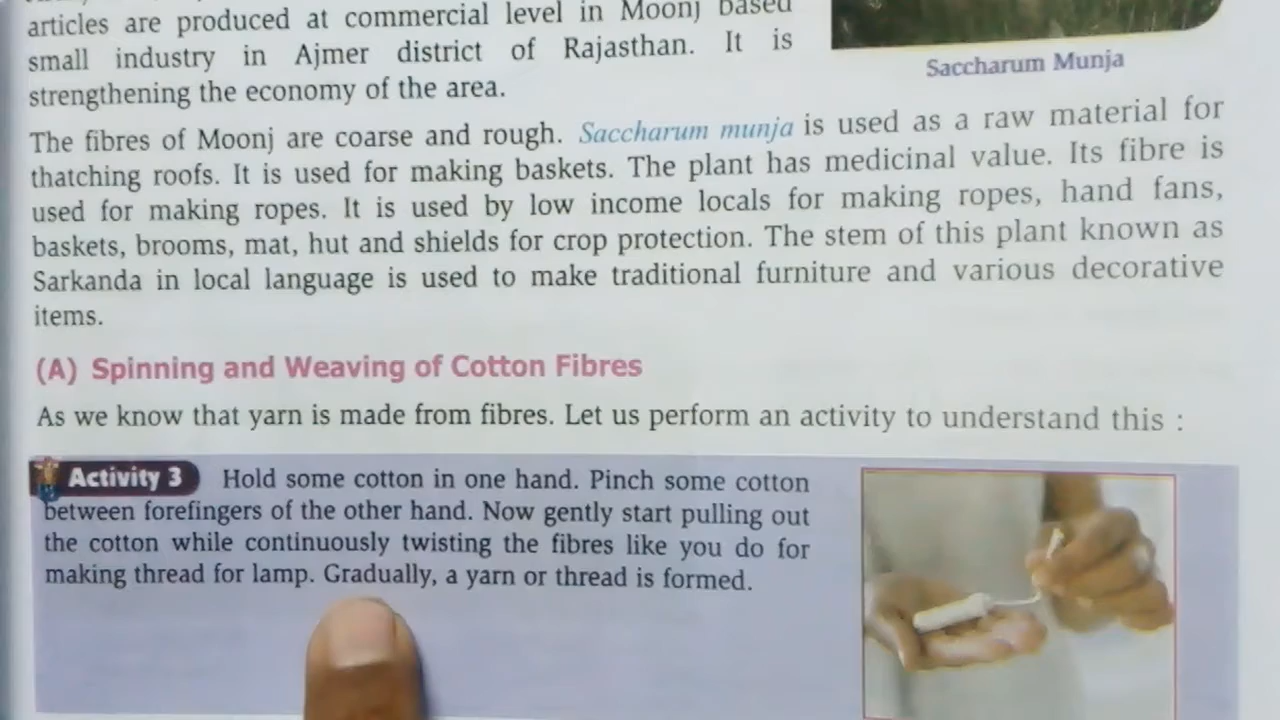 articles are produced at commercial level in Moonj based
small industry in Ajmer district of Rajasthan. It is
strengthening the economy of the area.
Saccharum Munja
The fibres of Moonj are coarse and rough. Saccharum munja is used as a raw material for
thatching roofs. It is used for making baskets. The plant has medicinal value. Its fibre is
used for making ropes. It is used by low income locals for making ropes, hand fans,
baskets, brooms, mat, hut and shields for crop protection. The stem of this plant known as
Sarkanda in local language is used to make traditional furniture and various decorative
items.
(A) Spinning and Weaving of Cotton Fibres
As we know that yarn is made from fibres. Let us perform an activity to understand this :
Activity 3 Hold some cotton in one hand. Pinch some cotton
between forefingers of the other hand. Now gently start pulling out
the cotton while continuously twisting the fibres like you do for
making thread for lamp. Gradually, a yarn or thread is formed.